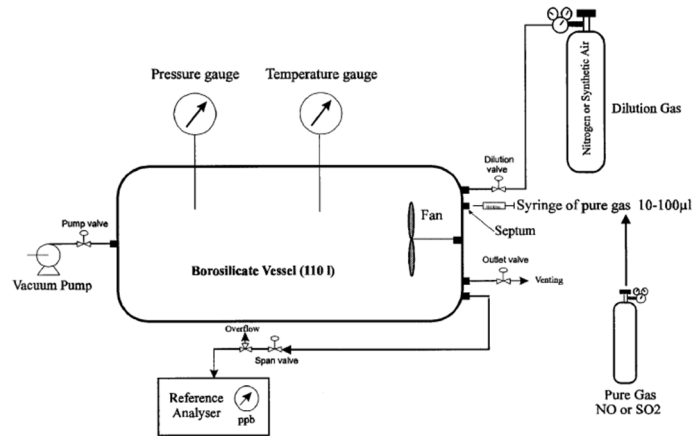 Pressure gauge
Temperature gauge
Nitrogen or Synthetic Air
Dilution Gas
Dilution
valve
Syringe of pure gas 10-100µl
Fan
Septum
Pump valve
Vacuum Pump
Borosilicate Vessel (110 l)
Outlet valve
Venting
Overflow
Span valve
Reference
Analyser
ppb
Pure Gas
NO or SO2